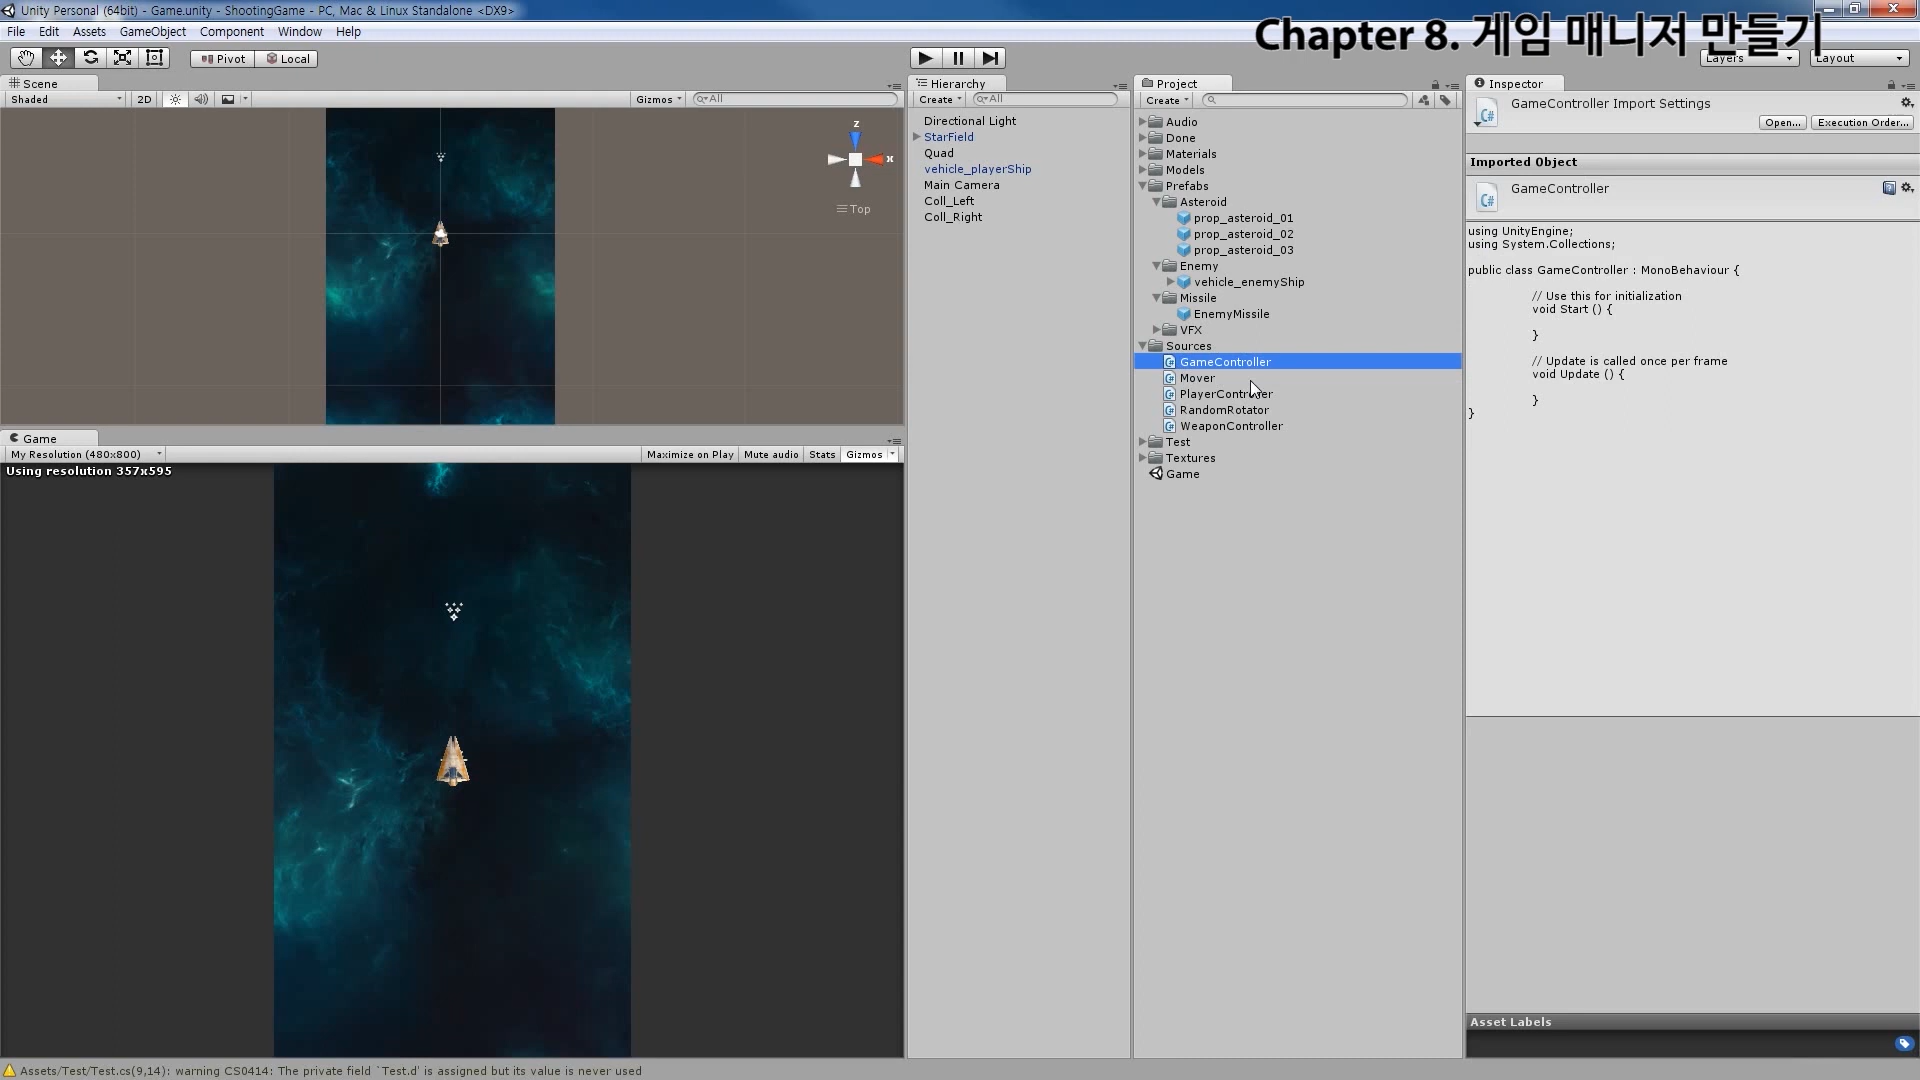 Unity Personal (64bit) - Game.unity - ShootingGame - PC, Mac & Linux Standalone <DX9>
Chapter 8. 게임 매니저 만들기
File Edit Assets GameObject Component Window Help
Pivot Local
Layers Layout
Scene
Shaded 2D Gizmos All
z
x
Top
Game
My Resolution (480x800) Maximize on Play Mute audio Stats Gizmos
Using resolution 357x595
Hierarchy
Create All
Directional Light
StarField
Quad
vehicle_playerShip
Main Camera
Coll_Left
Coll_Right
Project
Create
Audio
Done
Materials
Models
Prefabs
Asteroid
prop_asteroid_01
prop_asteroid_02
prop_asteroid_03
Enemy
vehicle_enemyShip
Missile
EnemyMissile
VFX
Sources
GameController
Mover
PlayerController
RandomRotator
WeaponController
Test
Textures
Game
Inspector
GameController Import Settings
Open... Execution Order...
Imported Object
GameController
using UnityEngine;
using System.Collections;
public class GameController : MonoBehaviour {
// Use this for initialization
void Start () {
}
// Update is called once per frame
void Update () {
}
}
Asset Labels
Assets/Test/Test.cs(9,14): warning CS0414: The private field `Test.d' is assigned but its value is never used